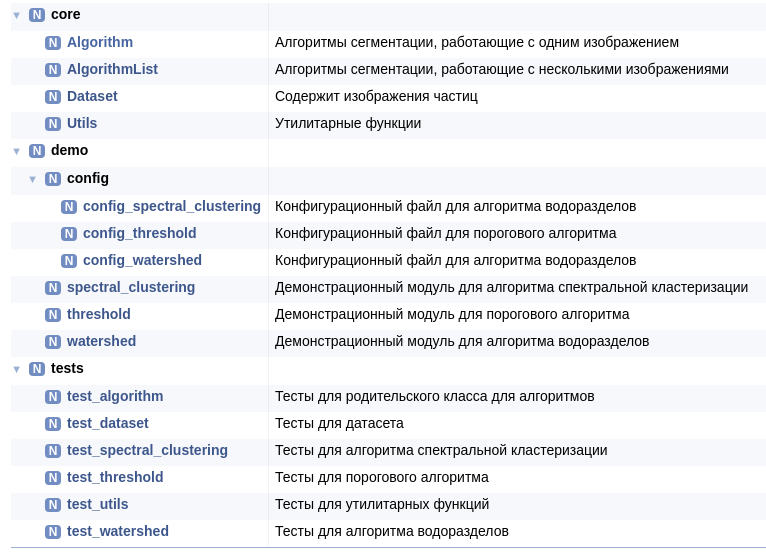 ▼ N core
N Algorithm Алгоритмы сегментации, работающие с одним изображением
N AlgorithmList Алгоритмы сегментации, работающие с несколькими изображениями
N Dataset Содержит изображения частиц
N Utils Утилитарные функции
▼ N demo
▼ N config
N config_spectral_clustering Конфигурационный файл для алгоритма водоразделов
N config_threshold Конфигурационный файл для порогового алгоритма
N config_watershed Конфигурационный файл для алгоритма водоразделов
N spectral_clustering Демонстрационный модуль для алгоритма спектральной кластеризации
N threshold Демонстрационный модуль для порогового алгоритма
N watershed Демонстрационный модуль для алгоритма водоразделов
▼ N tests
N test_algorithm Тесты для родительского класса для алгоритмов
N test_dataset Тесты для датасета
N test_spectral_clustering Тесты для алгоритма спектральной кластеризации
N test_threshold Тесты для порогового алгоритма
N test_utils Тесты для утилитарных функций
N test_watershed Тесты для алгоритма водоразделов